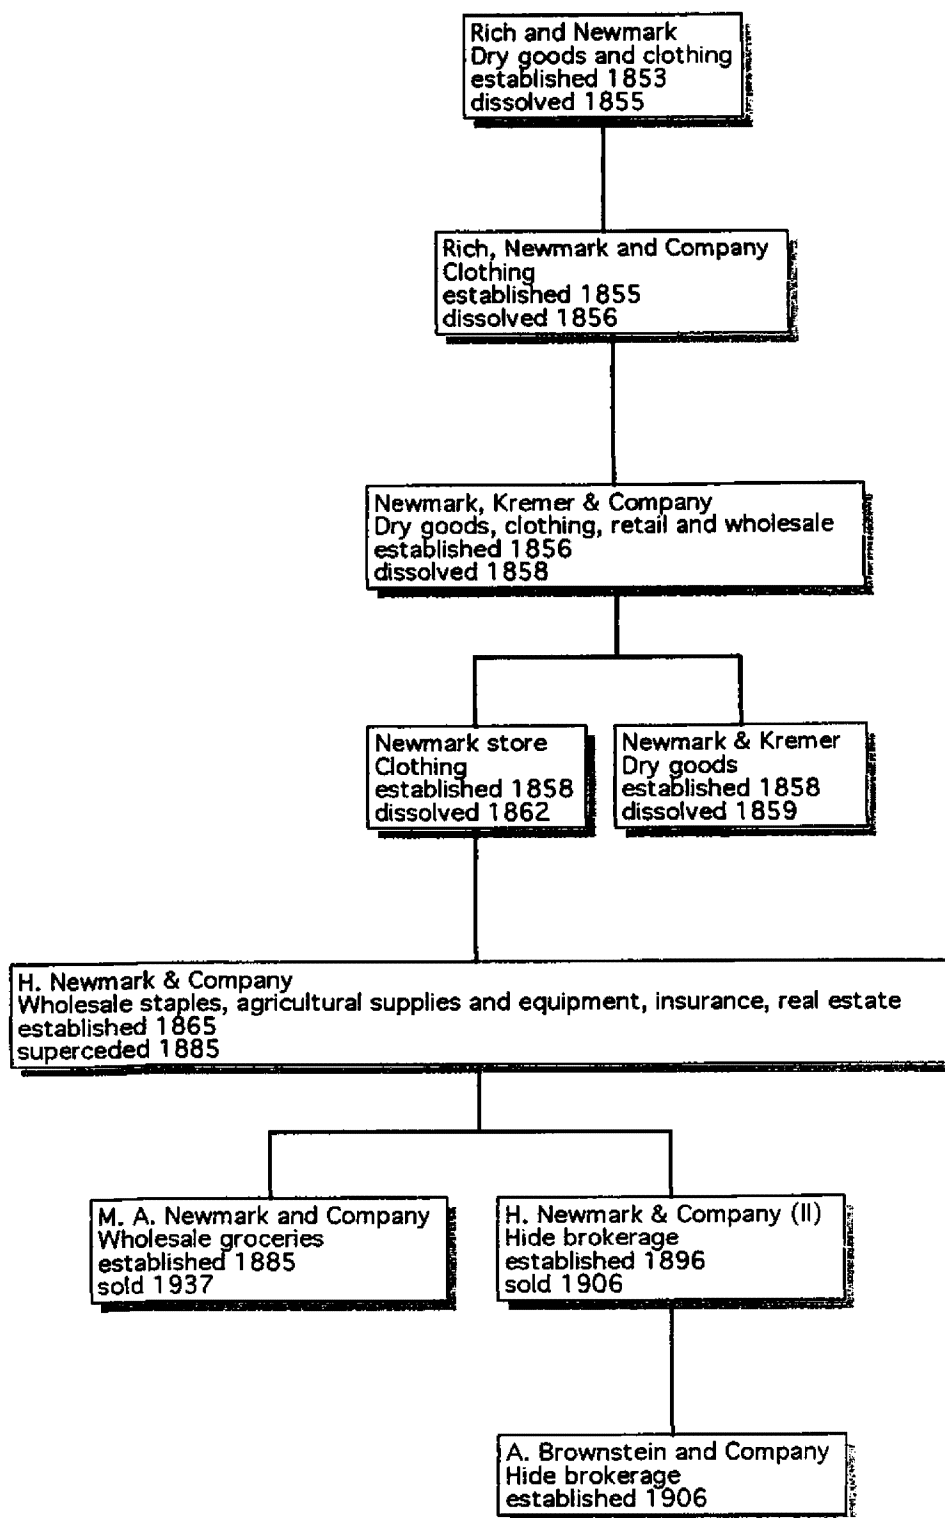 Rich and Newmark
Dry goods and clothing
established 1853
dissolved 1855
Rich, Newmark and Company
Clothing
established 1855
dissolved 1856
Newmark, Kremer & Company
Dry goods, clothing, retail and wholesale
established 1856
dissolved 1858
Newmark store
Clothing
established 1858
dissolved 1862
Newmark & Kremer
Dry goods
established 1858
dissolved 1859
H. Newmark & Company
Wholesale staples, agricultural supplies and equipment, insurance, real estate
established 1865
superceded 1885
M. A. Newmark and Company
Wholesale groceries
established 1885
sold 1937
H. Newmark & Company (II)
Hide brokerage
established 1896
sold 1906
A. Brownstein and Company
Hide brokerage
established 1906